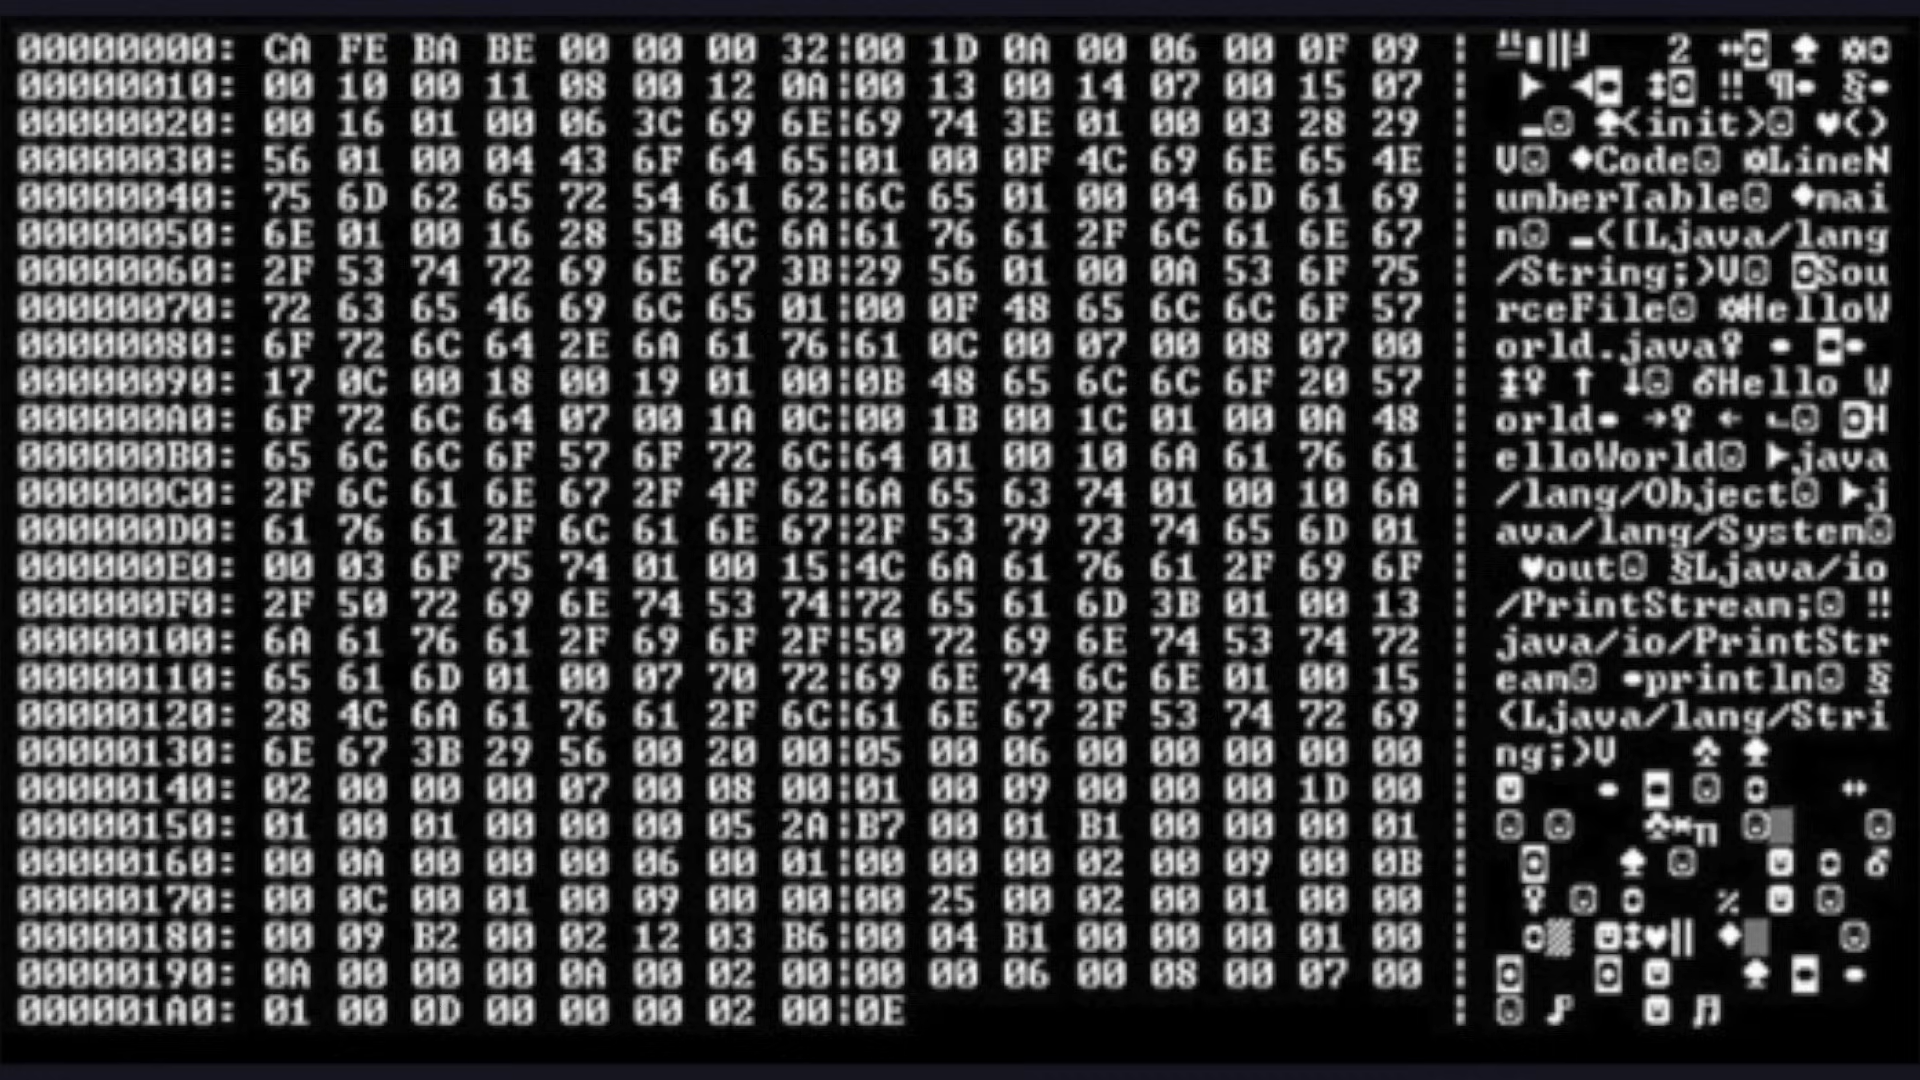 00000000: CA FE BA BE 00 00 00 32¦00 1D 0A 00 06 00 0F 09 ¦ ╩■║╛   2 ↔◙ ♠ ☼○
00000010: 00 10 00 11 08 00 12 0A¦00 13 00 14 07 00 15 07 ¦  ► ◄◘ ↕◙ ‼ ¶• §•
00000020: 00 16 01 00 06 3C 69 6E¦69 74 3E 01 00 03 28 29 ¦  ▬☺ ♠<init>☺ ♥()
00000030: 56 01 00 04 43 6F 64 65¦01 00 0F 4C 69 6E 65 4E ¦ V☺ ♦Code☺ ☼LineN
00000040: 75 6D 62 65 72 54 61 62¦6C 65 01 00 04 6D 61 69 ¦ umberTable☺ ♦mai
00000050: 6E 01 00 16 28 5B 4C 6A¦61 76 61 2F 6C 61 6E 67 ¦ n☺ ▬([Ljava/lang
00000060: 2F 53 74 72 69 6E 67 3B¦29 56 01 00 0A 53 6F 75 ¦ /String;)V☺ ◙Sou
00000070: 72 63 65 46 69 6C 65 01¦00 0F 48 65 6C 6C 6F 57 ¦ rceFile☺ ☼HelloW
00000080: 6F 72 6C 64 2E 6A 61 76¦61 0C 00 07 00 08 07 00 ¦ orld.java♀ • ◘•
00000090: 17 0C 00 18 00 19 01 00¦0B 48 65 6C 6C 6F 20 57 ¦ ↨♀ ↑ ↓☺ ♂Hello W
000000A0: 6F 72 6C 64 07 00 1A 0C¦00 1B 00 1C 01 00 0A 48 ¦ orld• →♀ ← ∟☺ ◙H
000000B0: 65 6C 6C 6F 57 6F 72 6C¦64 01 00 10 6A 61 76 61 ¦ elloWorld☺ ►java
000000C0: 2F 6C 61 6E 67 2F 4F 62¦6A 65 63 74 01 00 10 6A ¦ /lang/Object☺ ►j
000000D0: 61 76 61 2F 6C 61 6E 67¦2F 53 79 73 74 65 6D 01 ¦ ava/lang/System☺
000000E0: 00 03 6F 75 74 01 00 15¦4C 6A 61 76 61 2F 69 6F ¦  ♥out☺ §Ljava/io
000000F0: 2F 50 72 69 6E 74 53 74¦72 65 61 6D 3B 01 00 13 ¦ /PrintStream;☺ ‼
00000100: 6A 61 76 61 2F 69 6F 2F¦50 72 69 6E 74 53 74 72 ¦ java/io/PrintStr
00000110: 65 61 6D 01 00 07 70 72¦69 6E 74 6C 6E 01 00 15 ¦ eam☺ •println☺ §
00000120: 28 4C 6A 61 76 61 2F 6C¦61 6E 67 2F 53 74 72 69 ¦ (Ljava/lang/Stri
00000130: 6E 67 3B 29 56 00 20 00¦05 00 06 00 00 00 00 00 ¦ ng;)V   ♣ ♠
00000140: 02 00 00 00 07 00 08 00¦01 00 09 00 00 00 1D 00 ¦ ☻   • ◘ ☺ ○   ↔
00000150: 01 00 01 00 00 00 05 2A¦B7 00 01 B1 00 00 00 01 ¦ ☺ ☺   ♣*╖ ☺▒   ☺
00000160: 00 0A 00 00 00 06 00 01¦00 00 00 02 00 09 00 0B ¦  ◙   ♠ ☺   ☻ ○ ♂
00000170: 00 0C 00 01 00 09 00 00¦00 25 00 02 00 01 00 00 ¦  ♀ ☺ ○   % ☻ ☺
00000180: 00 09 B2 00 02 12 03 B6¦00 04 B1 00 00 00 01 00 ¦  ○▓ ☻↕♥╢ ♦▒   ☺
00000190: 0A 00 00 00 0A 00 02 00¦00 00 06 00 08 00 07 00 ¦ ◙   ◙ ☻   ♠ ◘ •
000001A0: 01 00 0D 00 00 00 02 00¦0E                      ¦ ☺ ♪   ☻ ♫